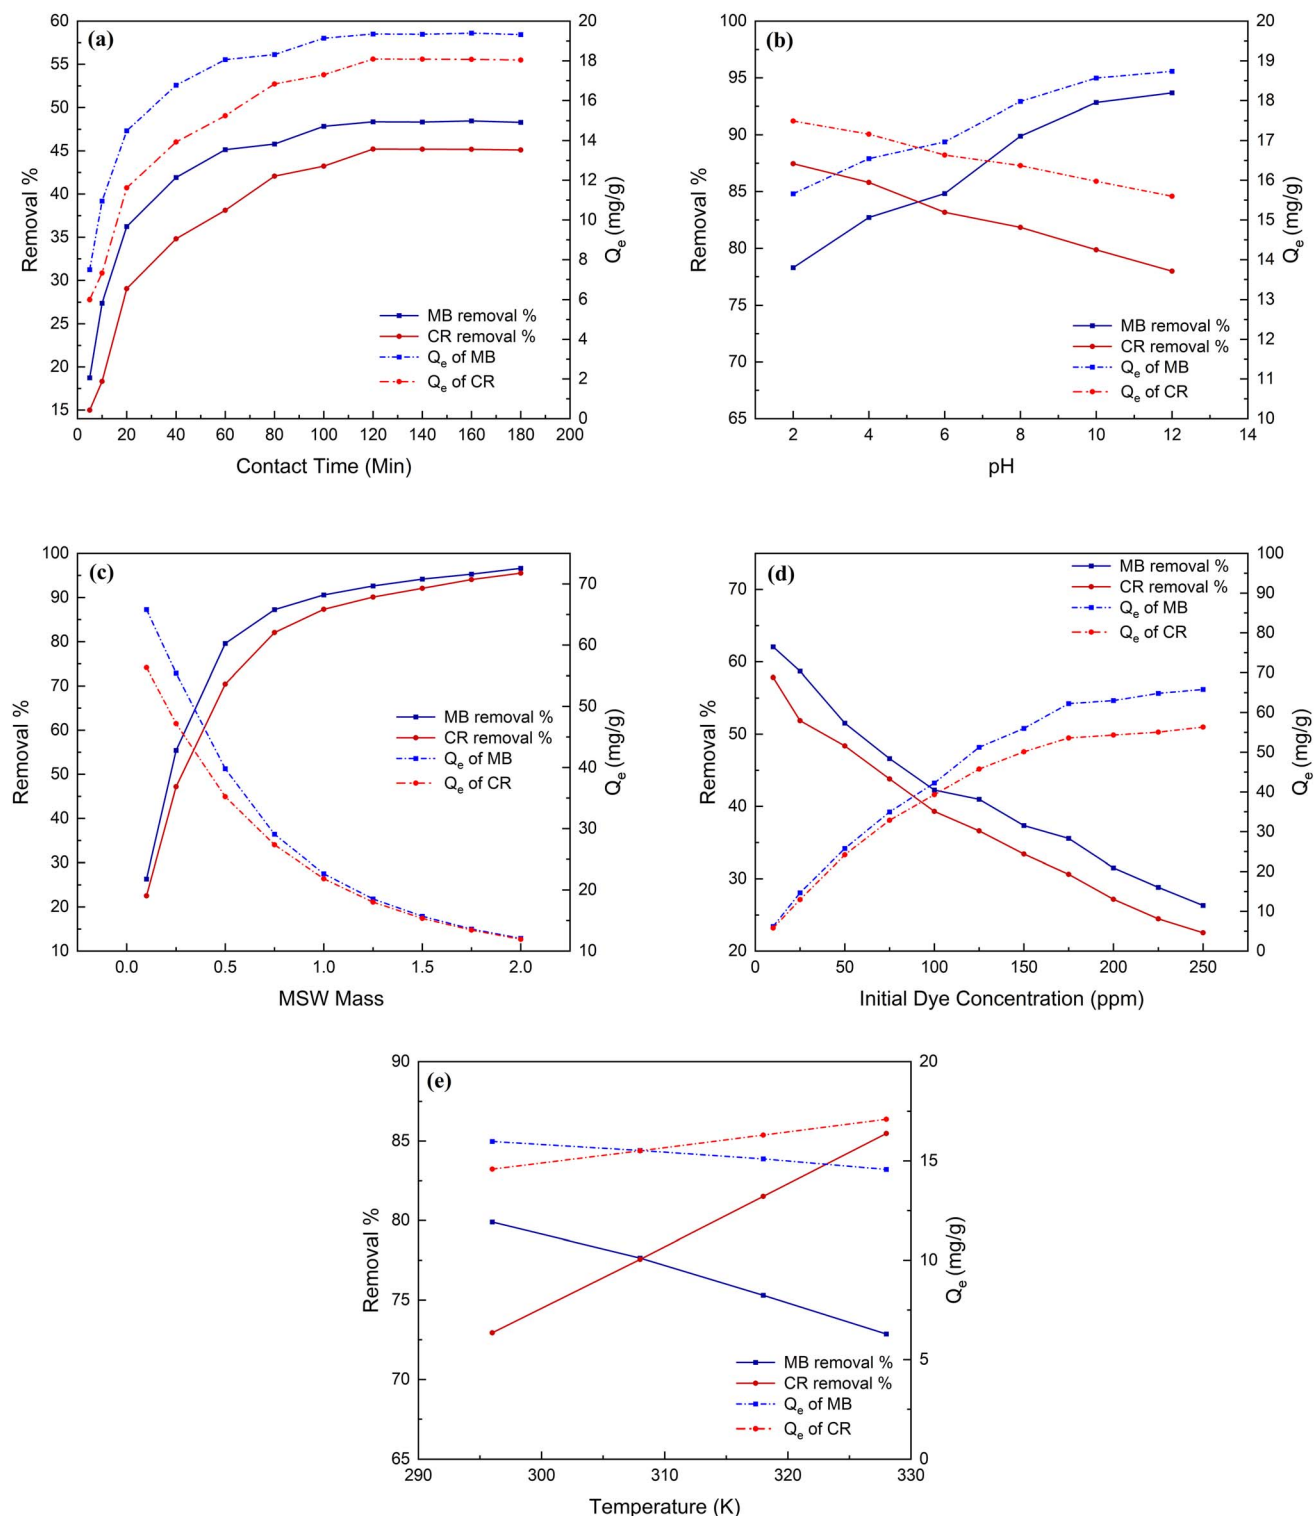 (a)
60
55
50
45
40
35
30
25
20
15
20
18
16
14
12
10
8
6
4
2
0
0 20 40 60 80 100 120 140 160 180 200
Removal %
Qe (mg/g)
MB removal %
CR removal %
Qe of MB
Qe of CR
Contact Time (Min)
(b)
100
95
90
85
80
75
70
65
20
19
18
17
16
15
14
13
12
11
10
2 4 6 8 10 12 14
Removal %
Qe (mg/g)
MB removal %
CR removal %
Qe of MB
Qe of CR
pH
(c)
100
90
80
70
60
50
40
30
20
10
70
60
50
40
30
20
10
0.0 0.5 1.0 1.5 2.0
Removal %
Qe (mg/g)
MB removal %
CR removal %
Qe of MB
Qe of CR
MSW Mass
(d)
70
60
50
40
30
20
100
90
80
70
60
50
40
30
20
10
0
0 50 100 150 200 250
Removal %
Qe (mg/g)
MB removal %
CR removal %
Qe of MB
Qe of CR
Initial Dye Concentration (ppm)
(e)
90
85
80
75
70
65
20
15
10
5
0
290 300 310 320 330
Removal %
Qe (mg/g)
MB removal %
CR removal %
Qe of MB
Qe of CR
Temperature (K)